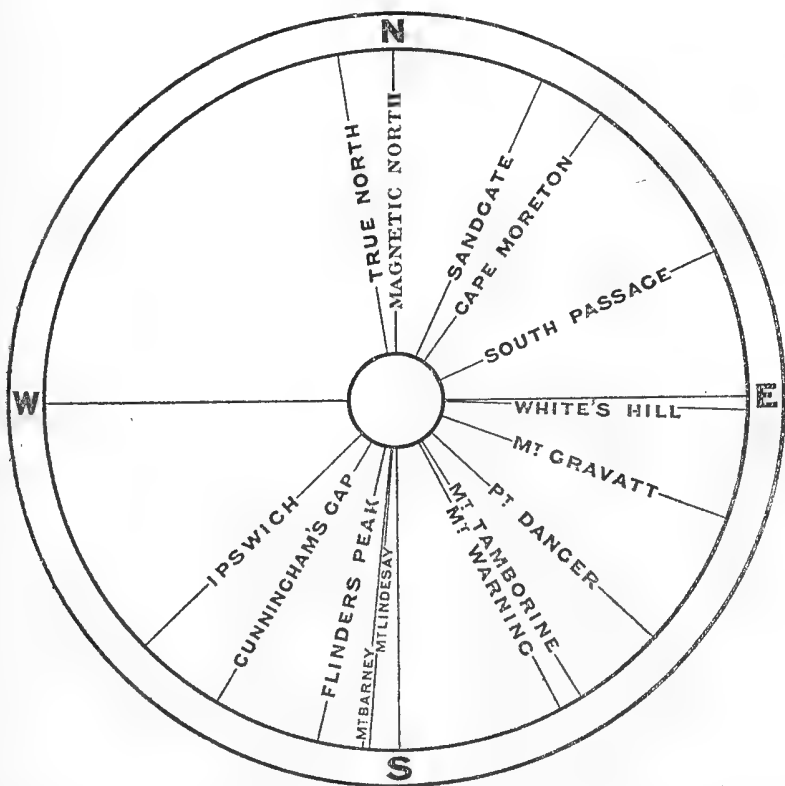 N
TRUE NORTH
MAGNETIC NORTH
SANDGATE
CAPE MORETON
SOUTH PASSAGE
E
WHITE'S HILL
MT GRAVATT
PT DANGER
MT TAMBORINE
MT WARNING
S
MT LINDESAY
MT BARNEY
FLINDERS PEAK
CUNNINGHAM'S GAP
IPSWICH
W